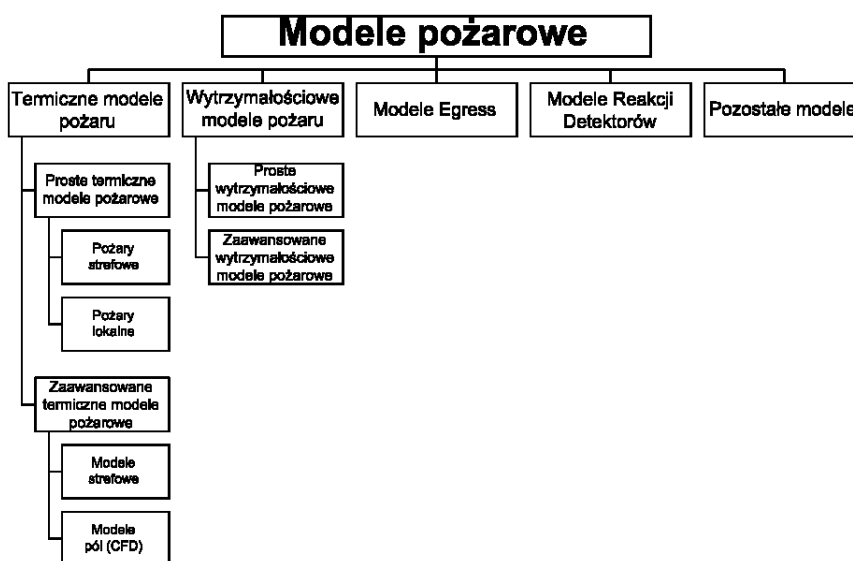 Modele pożarowe
Termiczne modele
pożaru
Wytrzymałościowe
modele pożaru
Modele Egress
Modele Reakcji
Detektorów
Pozostałe modele
Proste termiczne
modele pożarowe
Pożary
strefowe
Pożary
lokalne
Zaawansowane
termiczne modele
pożarowe
Modele
strefowe
Modele
pól (CFD)
Proste
wytrzymałościowe
modele pożarowe
Zaawansowane
wytrzymałościowe
modele pożarowe